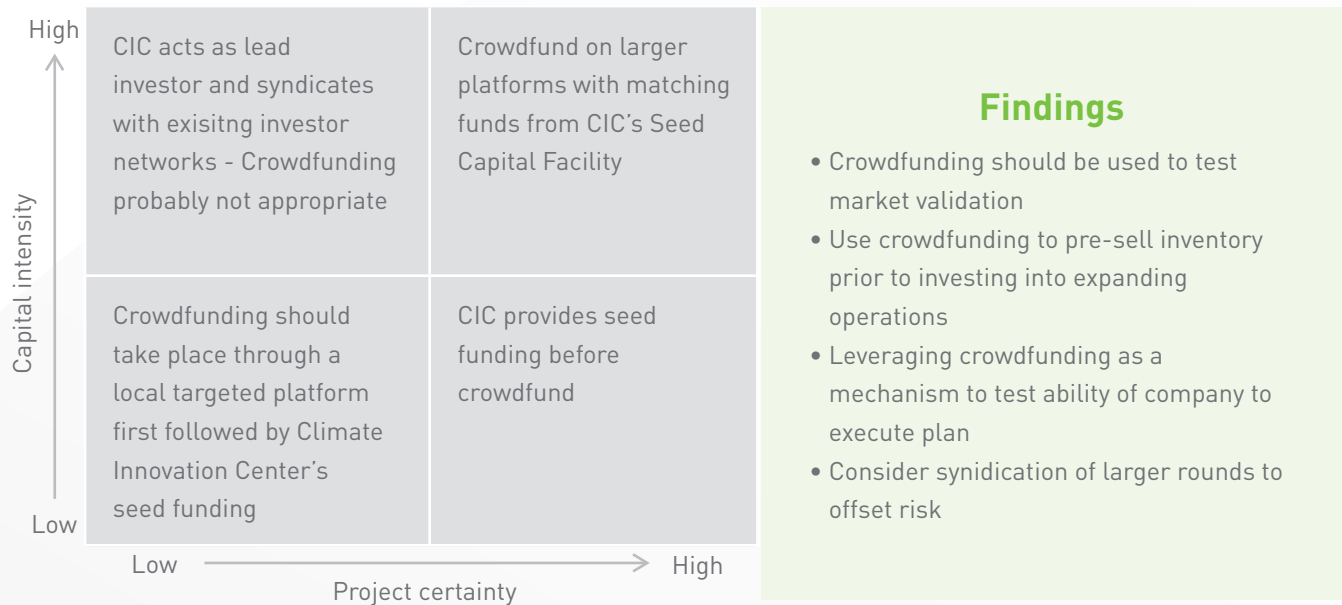 High
CIC acts as lead
investor and syndicates
with exisitng investor
networks - Crowdfunding
probably not appropriate
Crowdfund on larger
platforms with matching
funds from CIC's Seed
Capital Facility
Capital intensity
Crowdfunding should
take place through a
local targeted platform
first followed by Climate
Innovation Center's
seed funding
CIC provides seed
funding before
crowdfund
Low
Low
High
Project certainty
Findings
• Crowdfunding should be used to test
market validation
• Use crowdfunding to pre-sell inventory
prior to investing into expanding
operations
• Leveraging crowdfunding as a
mechanism to test ability of company to
execute plan
• Consider synidication of larger rounds to
offset risk